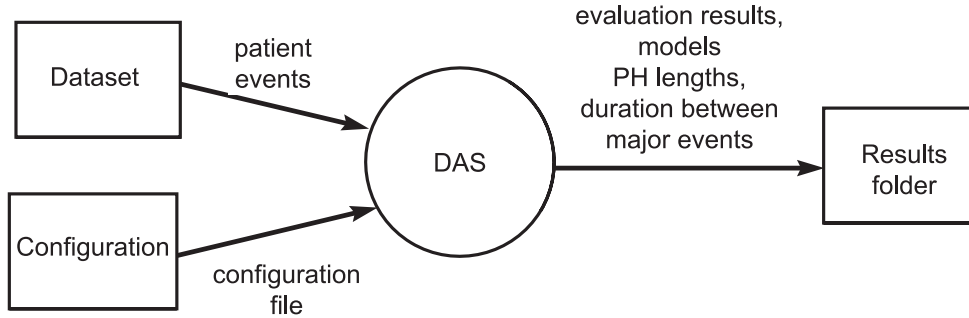 Dataset
patient
events
Configuration
configuration
file
DAS
evaluation results,
models
PH lengths,
duration between
major events
Results
folder